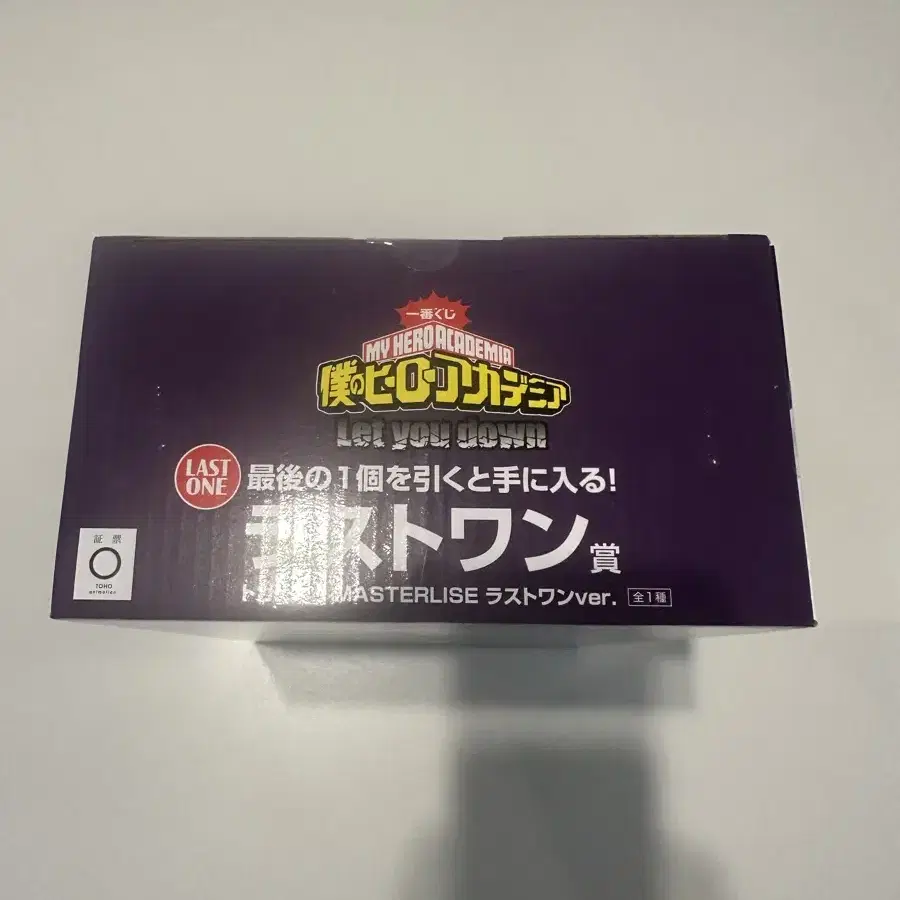 一番くじ
MY HERO ACADEMIA
僕のヒーローアカデミア
Let you down
LAST
ONE
最後の1個を引くと手に入る!
ラストワン賞
MASTERLISE ラストワンver. 全1種
証票
TOHO
animation